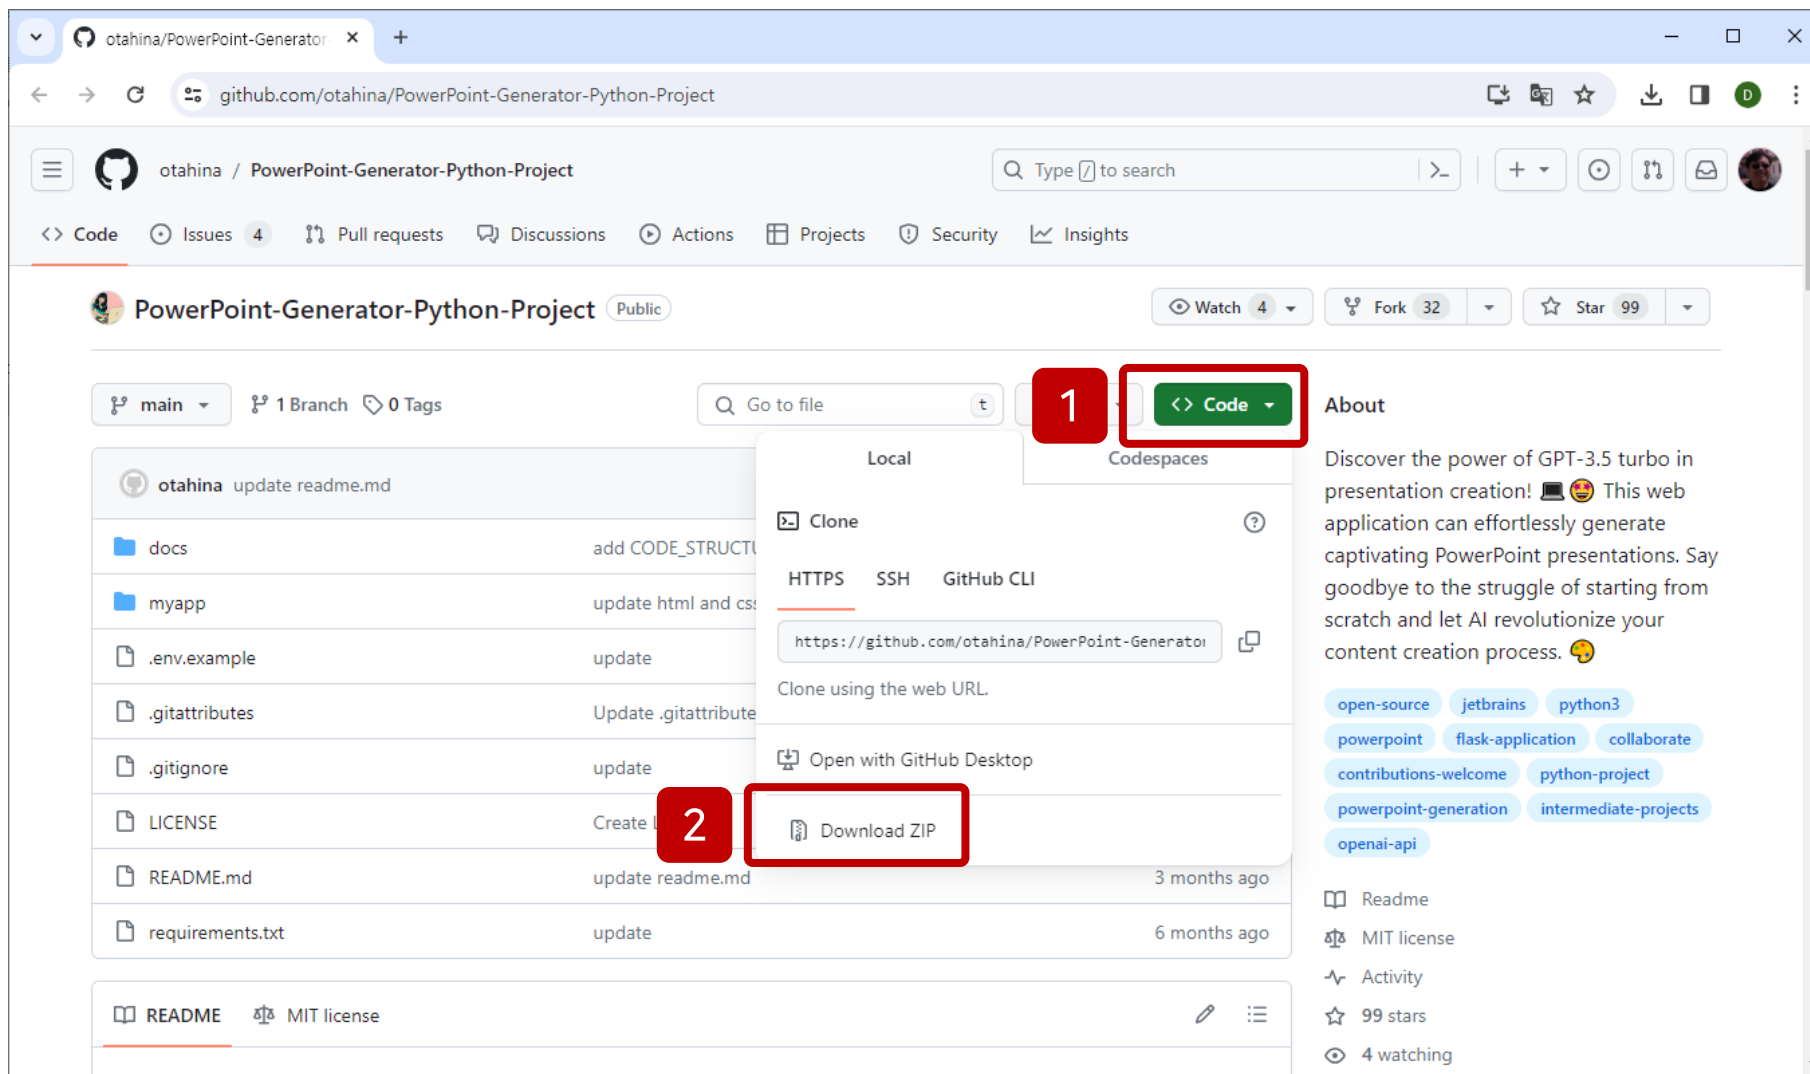 otahina/PowerPoint-Generator-
github.com/otahina/PowerPoint-Generator-Python-Project
D
otahina / PowerPoint-Generator-Python-Project
Type / to search
Code
Issues 4
Pull requests
Discussions
Actions
Projects
Security
Insights
PowerPoint-Generator-Python-Project Public
Watch 4
Fork 32
Star 99
main
1 Branch
0 Tags
Go to file t
1
Code
Local
Codespaces
Clone
HTTPS SSH GitHub CLI
https://github.com/otahina/PowerPoint-Generator
Clone using the web URL.
Open with GitHub Desktop
2
Download ZIP
otahina update readme.md
docs add CODE_STRUCTU
myapp update html and css
.env.example update
.gitattributes Update .gitattribute
.gitignore update
LICENSE Create L
README.md update readme.md 3 months ago
requirements.txt update 6 months ago
README
MIT license
About
Discover the power of GPT-3.5 turbo in
presentation creation! 💻 🤩 This web
application can effortlessly generate
captivating PowerPoint presentations. Say
goodbye to the struggle of starting from
scratch and let AI revolutionize your
content creation process. 🎨
open-source jetbrains python3
powerpoint flask-application collaborate
contributions-welcome python-project
powerpoint-generation intermediate-projects
openai-api
Readme
MIT license
Activity
99 stars
4 watching